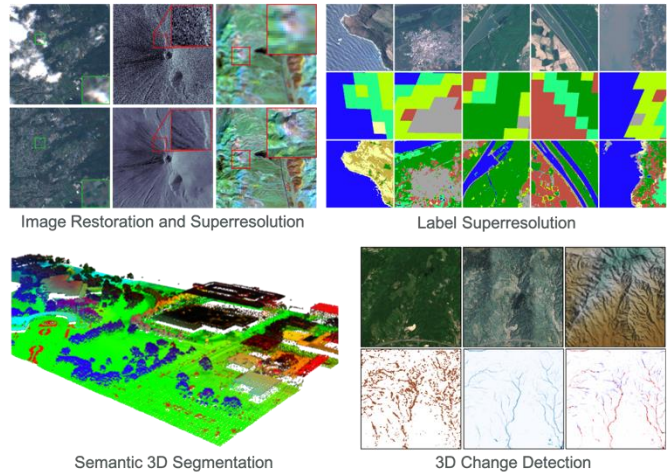 Image Restoration and Superresolution
Label Superresolution
Semantic 3D Segmentation
3D Change Detection